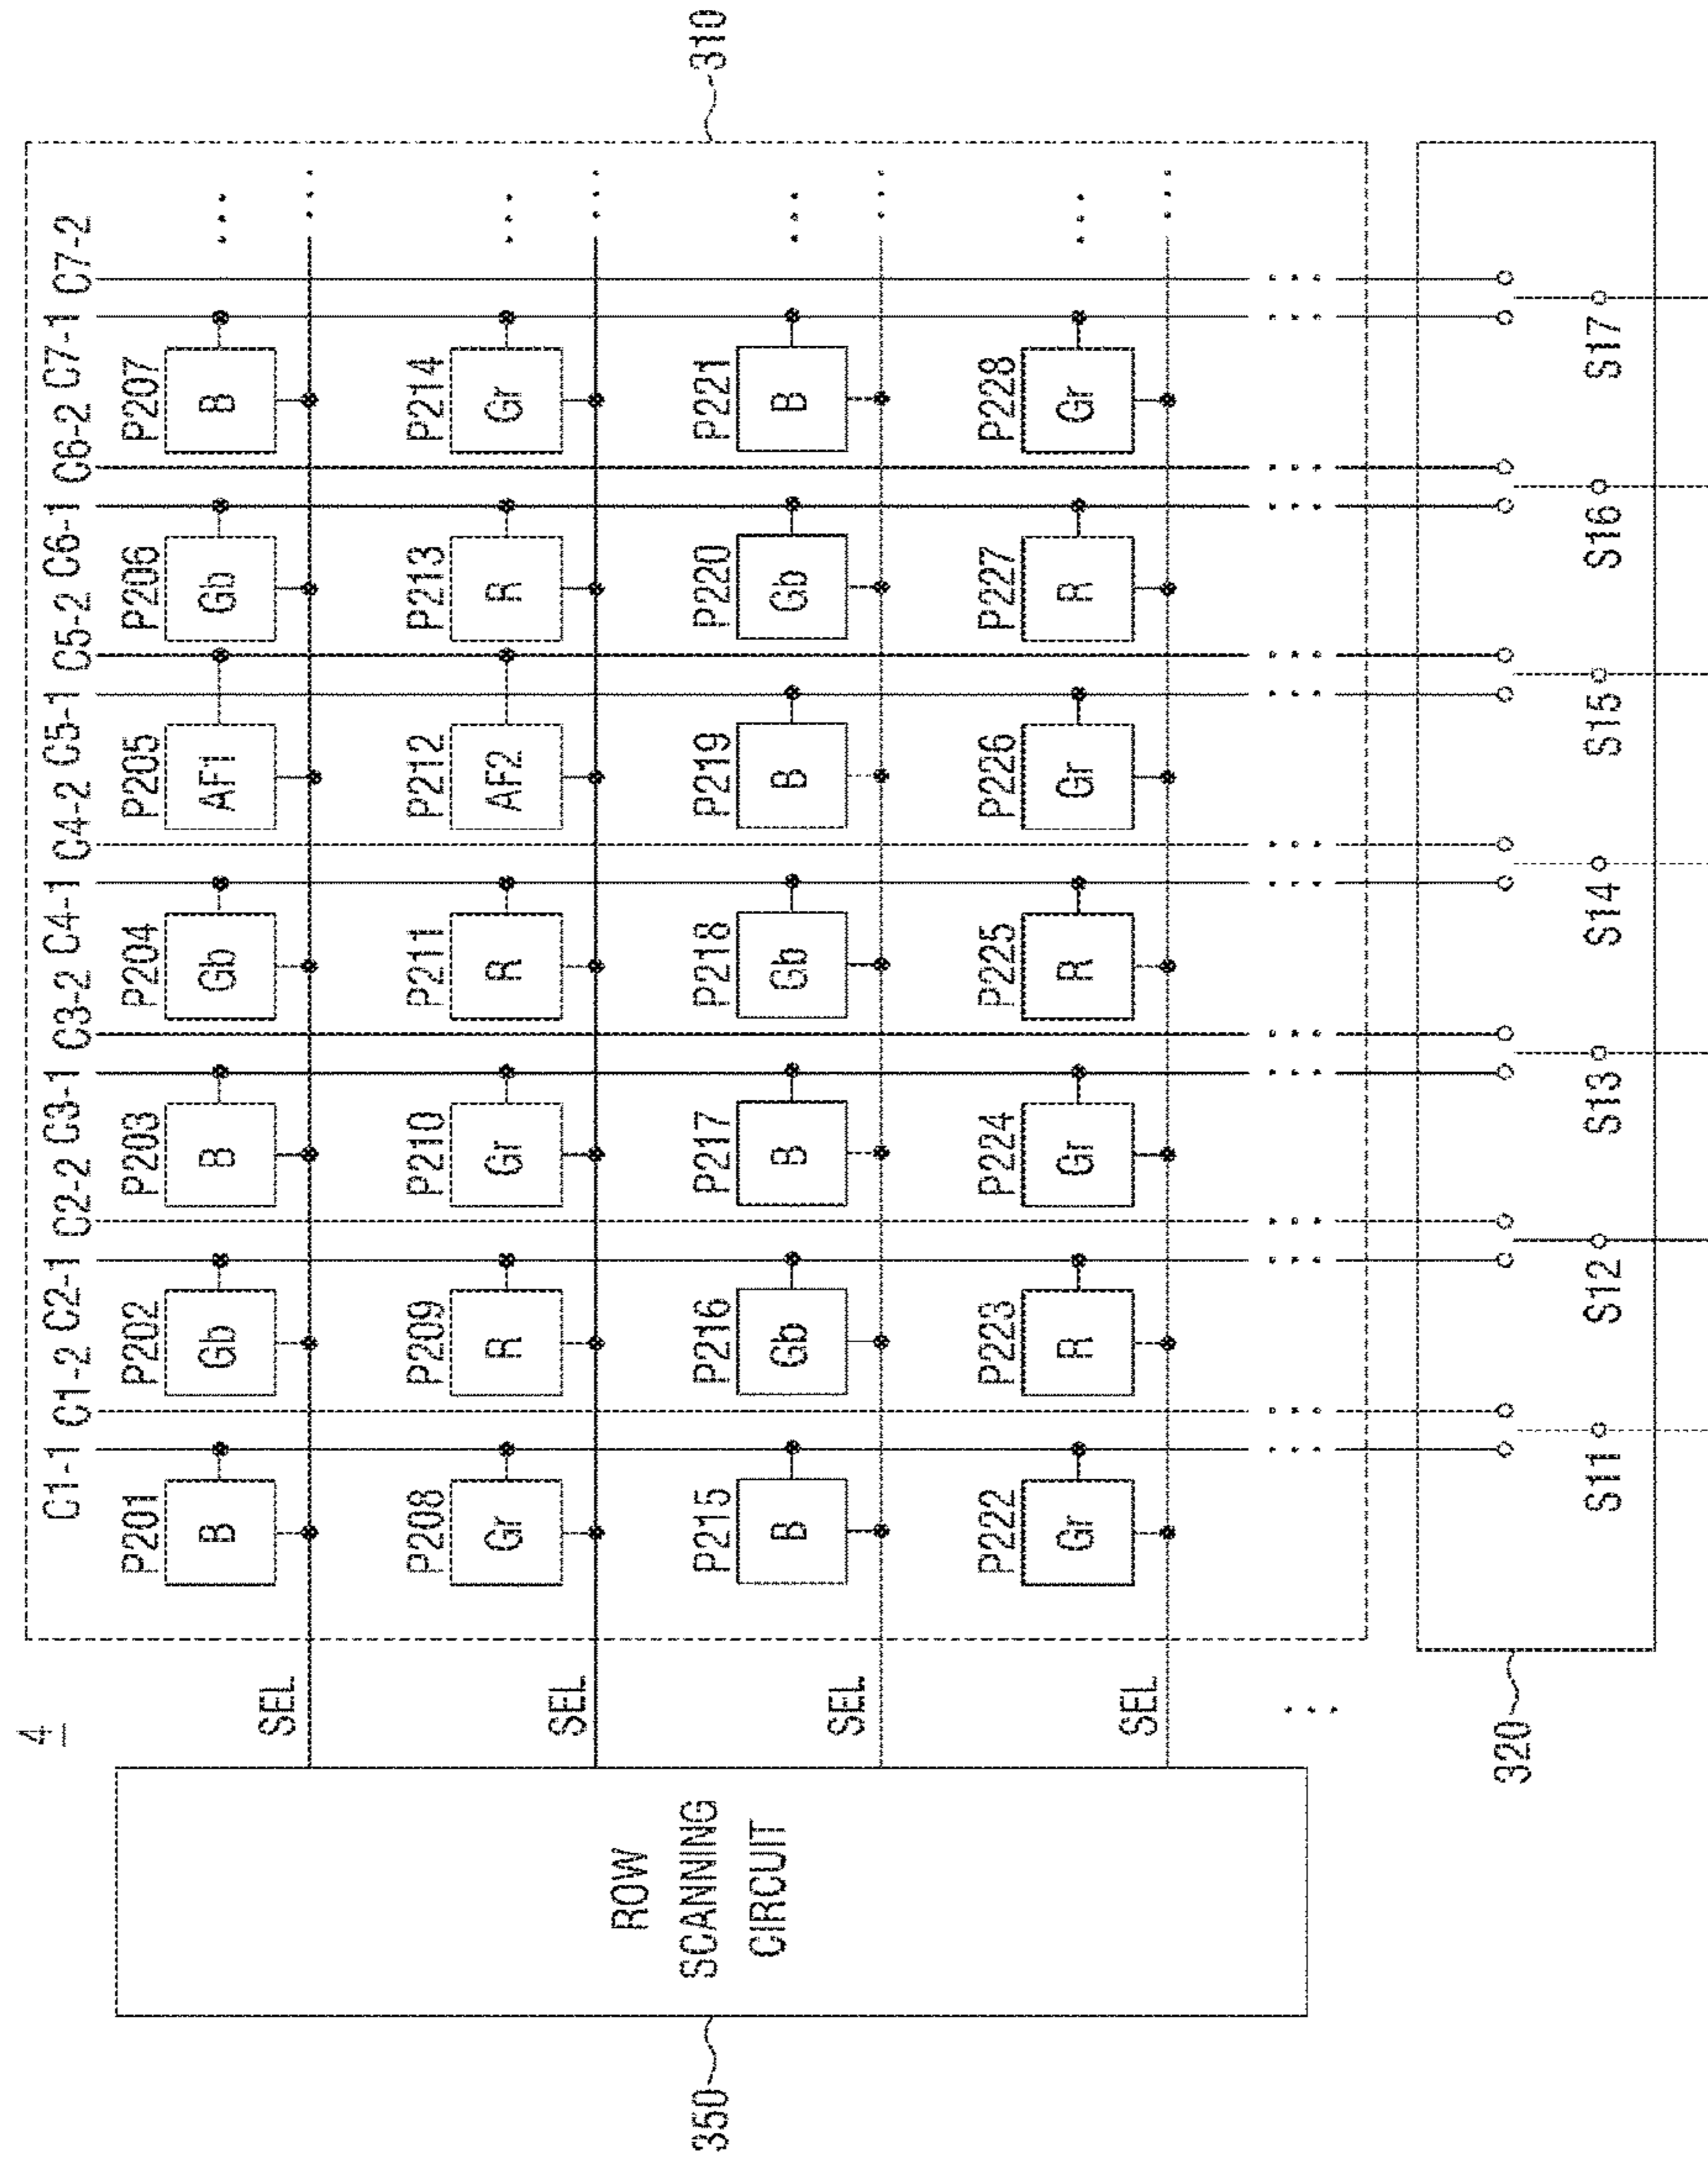 4
310
C1-1 C1-2 C2-1 C2-2 C3-1 C3-2 C4-1 C4-2 C5-1 C5-2 C6-1 C6-2 C7-1 C7-2
P201 P202 P203 P204 P205 P206 P207
B Gb B Gb AF1 Gb B ...
SEL
P208 P209 P210 P211 P212 P213 P214
Gr R Gr R AF2 R Gr ...
SEL
P215 P216 P217 P218 P219 P220 P221
B Gb B Gb B Gb B ...
SEL
P222 P223 P224 P225 P226 P227 P228
Gr R Gr R Gr R Gr ...
SEL
ROW
SCANNING
CIRCUIT
350
320
S11 S12 S13 S14 S15 S16 S17